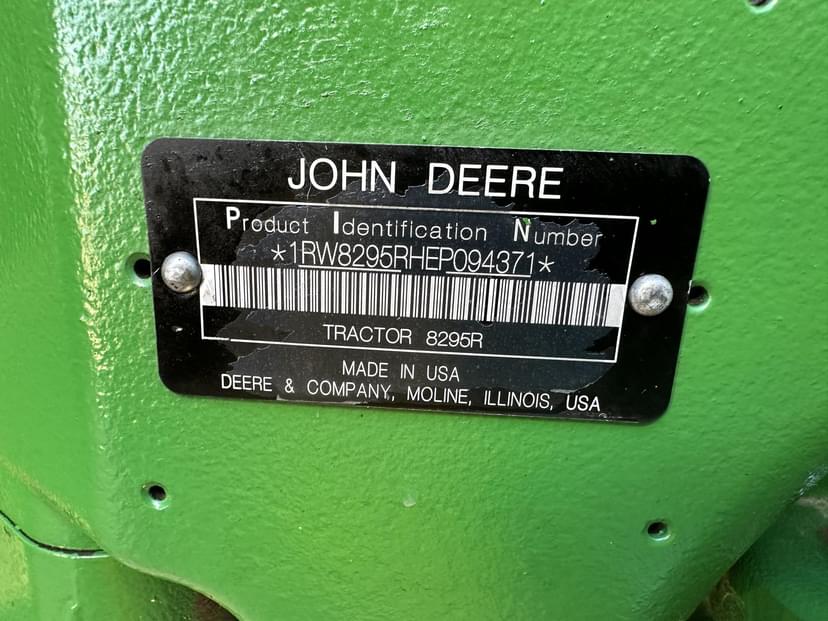 JOHN DEERE
Product Identification Number
*1RW8295RHEP094371*
TRACTOR 8295R
MADE IN USA
DEERE & COMPANY, MOLINE, ILLINOIS, USA